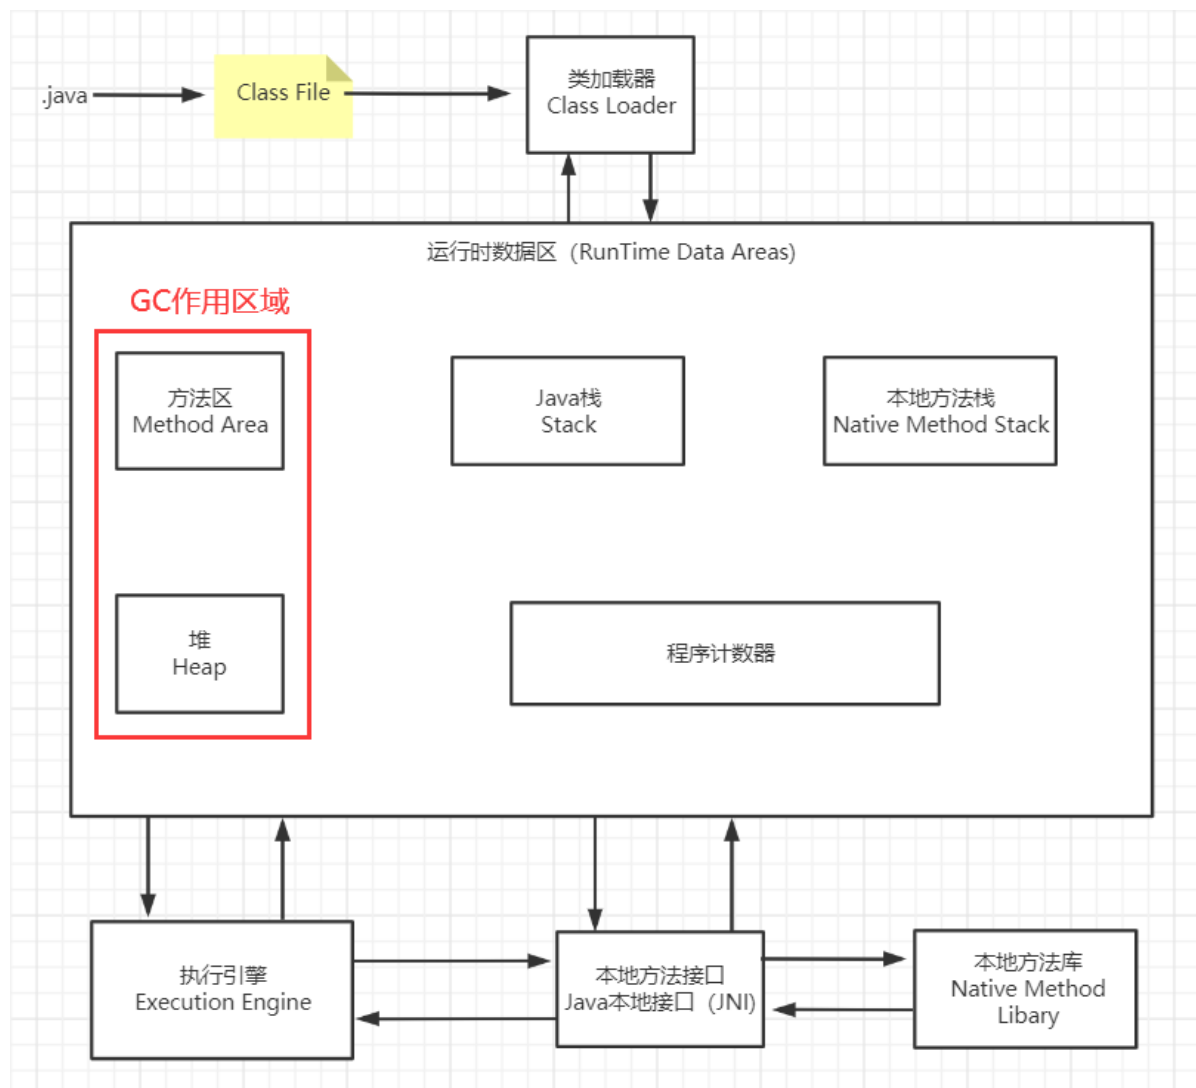 .java
Class File
类加载器
Class Loader
运行时数据区 (RunTime Data Areas)
GC作用区域
方法区
Method Area
Java栈
Stack
本地方法栈
Native Method Stack
堆
Heap
程序计数器
执行引擎
Execution Engine
本地方法接口
Java本地接口 (JNI)
本地方法库
Native Method
Libary